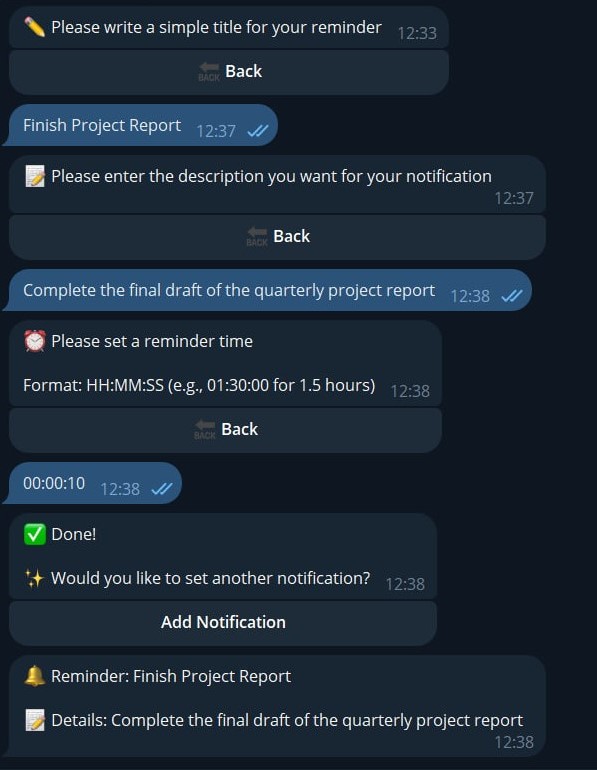 ✏️ Please write a simple title for your reminder 12:33
🔙 Back
Finish Project Report 12:37
📝 Please enter the description you want for your notification
12:37
🔙 Back
Complete the final draft of the quarterly project report 12:38
⏰ Please set a reminder time
Format: HH:MM:SS (e.g., 01:30:00 for 1.5 hours) 12:38
🔙 Back
00:00:10 12:38
✅ Done!
✨ Would you like to set another notification? 12:38
Add Notification
🔔 Reminder: Finish Project Report
📝 Details: Complete the final draft of the quarterly project report
12:38